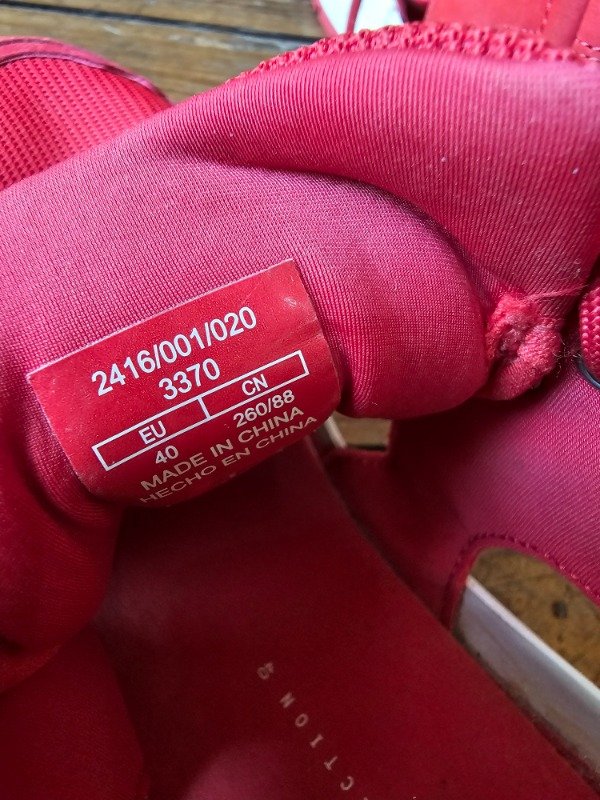 2416/001/020
3370
EU CN
40 260/88
MADE IN CHINA
HECHO EN CHINA